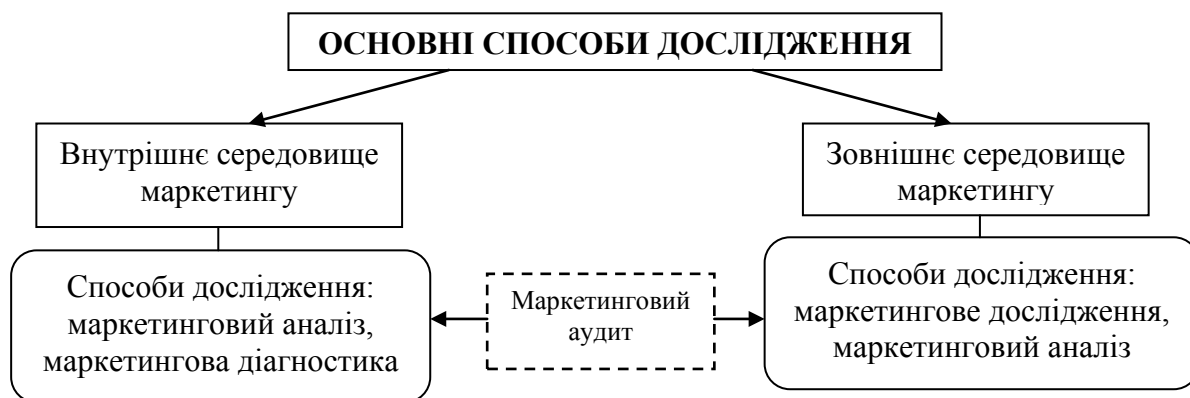 ОСНОВНІ СПОСОБИ ДОСЛІДЖЕННЯ
Внутрішнє середовище
маркетингу
Зовнішнє середовище
маркетингу
Способи дослідження:
маркетинговий аналіз,
маркетингова діагностика
Маркетинговий
аудит
Способи дослідження:
маркетингове дослідження,
маркетинговий аналіз